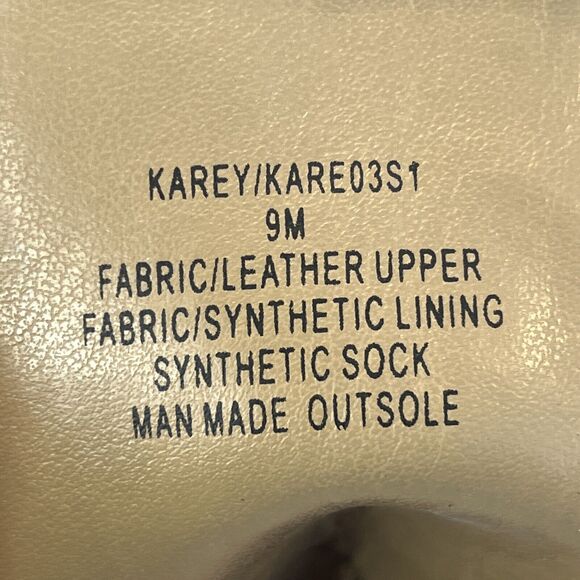 KAREY/KARE03S1
9M
FABRIC/LEATHER UPPER
FABRIC/SYNTHETIC LINING
SYNTHETIC SOCK
MAN MADE OUTSOLE